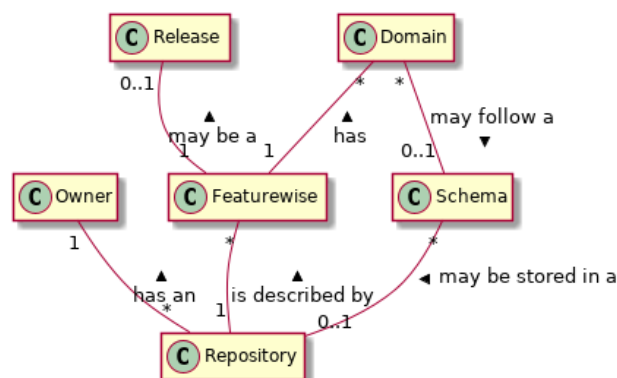 C Release
C Domain
0..1
*
*
▲
may be a
▲
has
may follow a
▼
1
1
0..1
C Owner
C Featurewise
C Schema
1
*
*
▲
has an
▲
is described by
◄ may be stored in a
*
1
0..1
C Repository